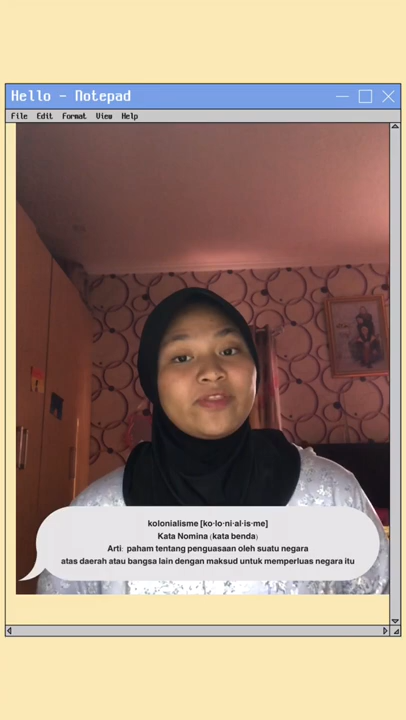 Hello - Notepad
File Edit Format View Help
kolonialisme [ko·lo·ni·al·is·me]
Kata Nomina (kata benda)
Arti: paham tentang penguasaan oleh suatu negara
atas daerah atau bangsa lain dengan maksud untuk memperluas negara itu